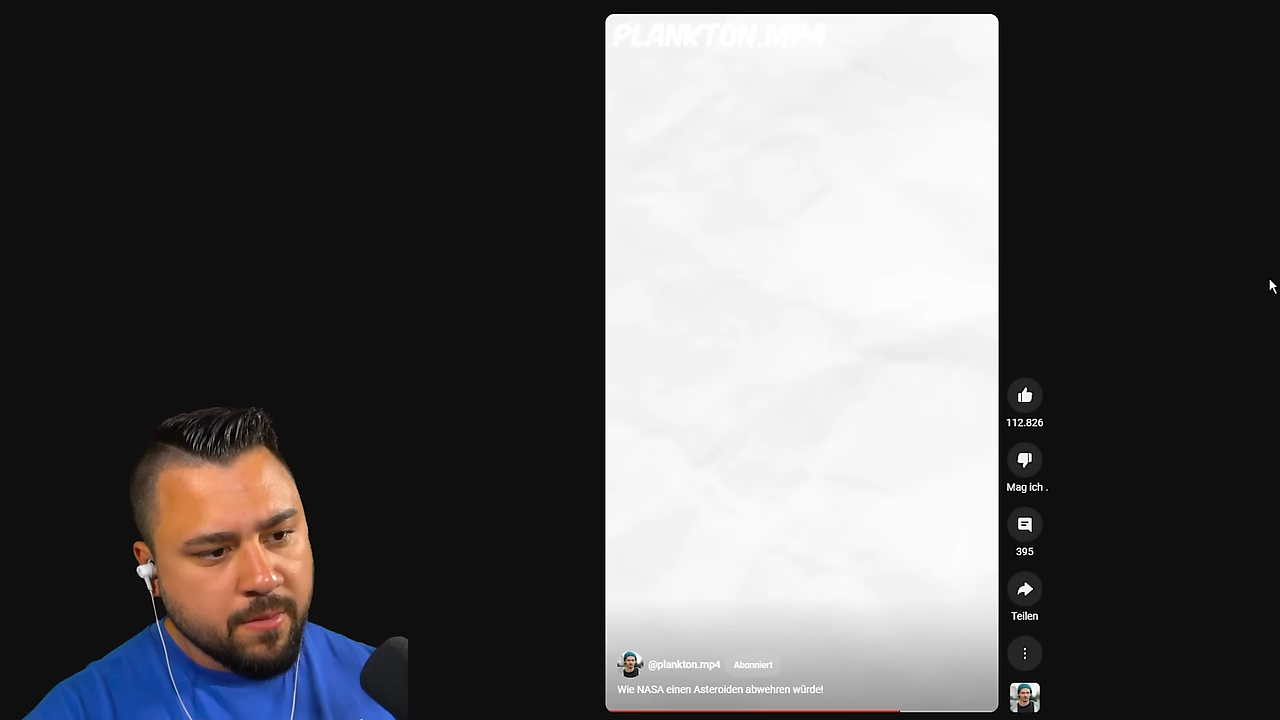 PLANKTON.MP4
112.826
Mag ich .
395
Teilen
@plankton.mp4 Abonniert
Wie NASA einen Asteroiden abwehren würde!